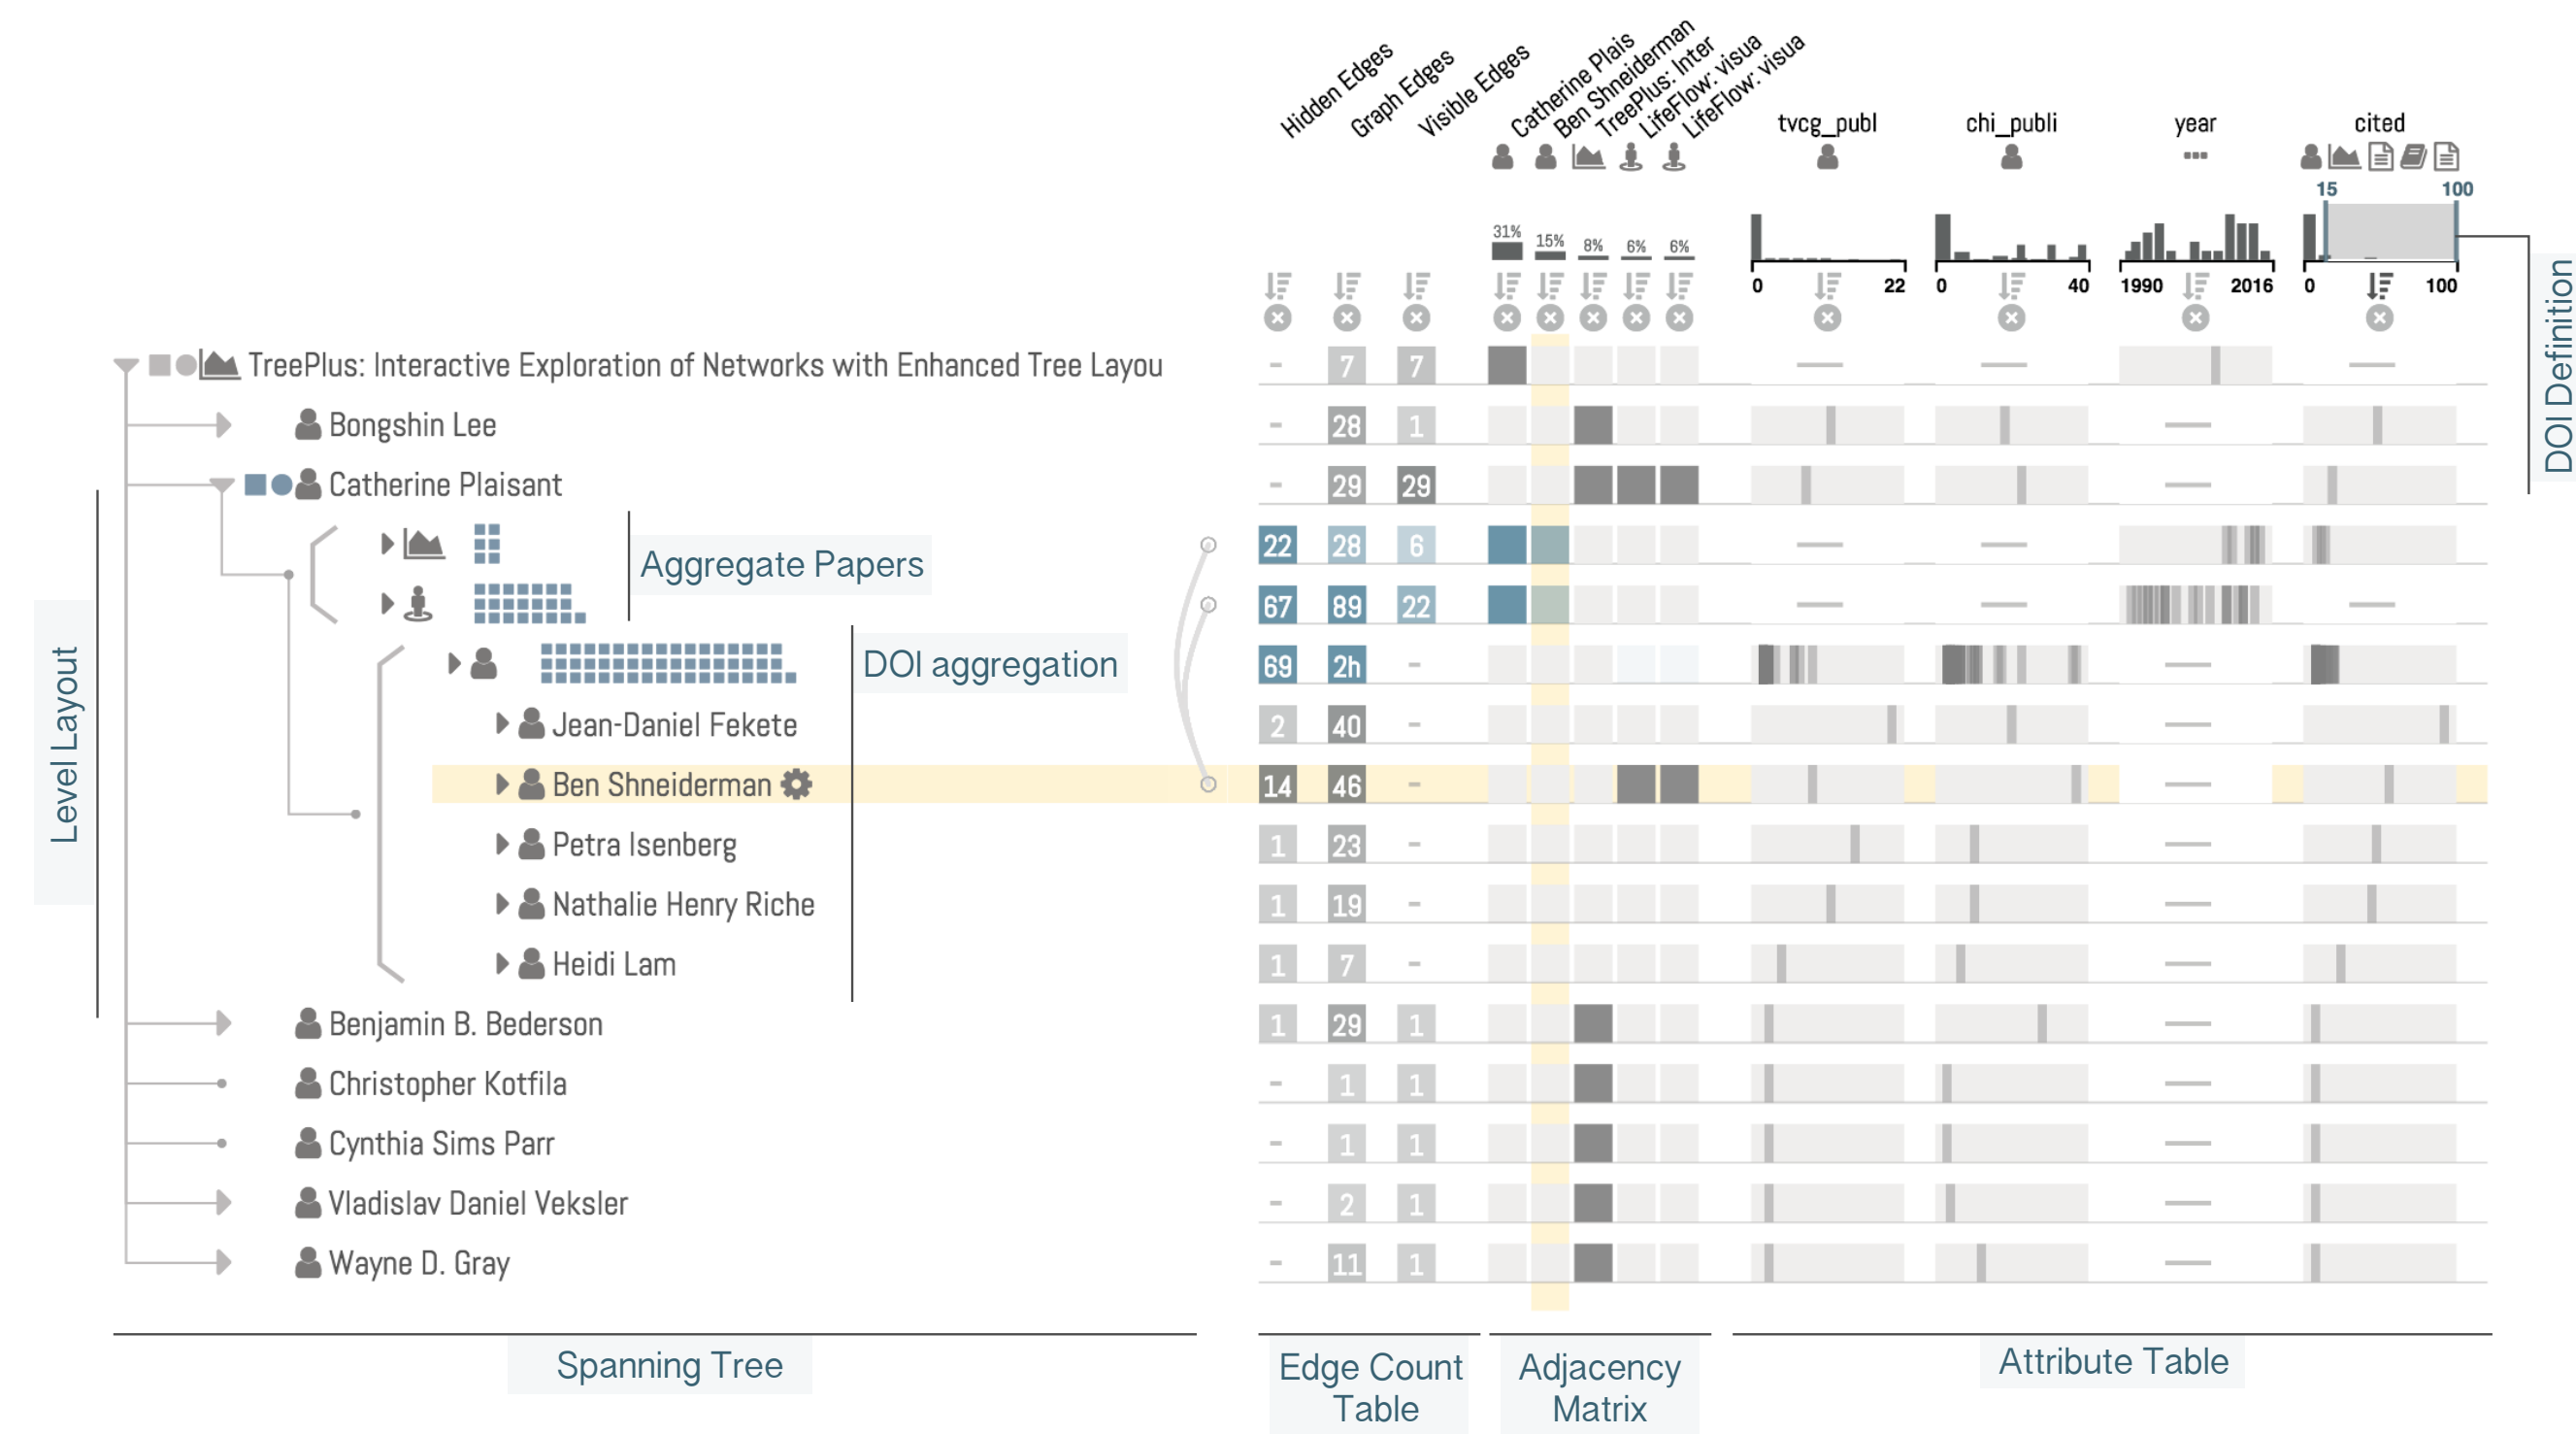 Hidden Edges
Graph Edges
Visible Edges
Catherine Plais
Ben Shneiderman
TreePlus: Inter
LifeFlow: visua
LifeFlow: visua
tvcg_publ
chi_publi
year
cited
15 100
31% 15% 8% 6% 6%
0 22 0 40 1990 2016 0 100
DOI Definition
TreePlus: Interactive Exploration of Networks with Enhanced Tree Layou - 7 7
Bongshin Lee - 28 1
Catherine Plaisant - 29 29
Aggregate Papers
22 28 6
67 89 22
DOI aggregation
69 2h -
Level Layout
Jean-Daniel Fekete 2 40 -
Ben Shneiderman 14 46 -
Petra Isenberg 1 23 -
Nathalie Henry Riche 1 19 -
Heidi Lam 1 7 -
Benjamin B. Bederson 1 29 1
Christopher Kotfila - 1 1
Cynthia Sims Parr - 1 1
Vladislav Daniel Veksler - 2 1
Wayne D. Gray - 11 1
Spanning Tree
Edge Count
Table
Adjacency
Matrix
Attribute Table